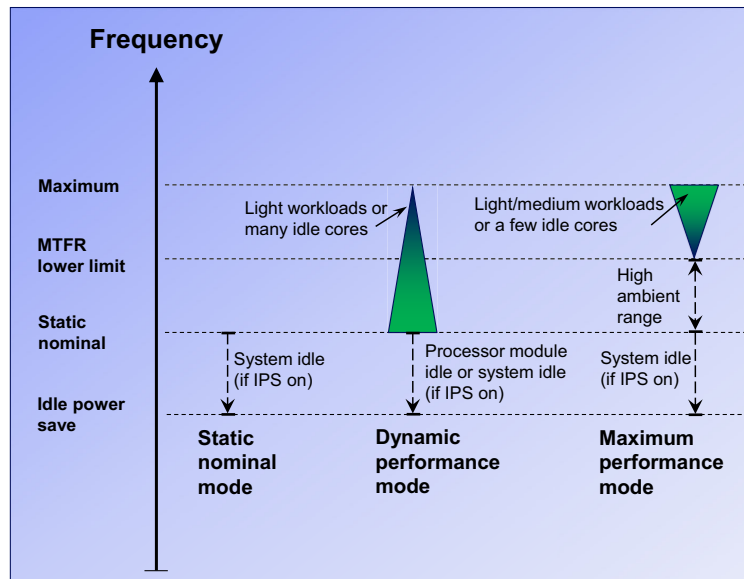 Frequency
Maximum
MTFR
lower limit
Static
nominal
Idle power
save
Light workloads or
many idle cores
Light/medium workloads
or a few idle cores
High
ambient
range
System idle
(if IPS on)
Processor module
idle or system idle
(if IPS on)
System idle
(if IPS on)
Static
nominal
mode
Dynamic
performance
mode
Maximum
performance
mode